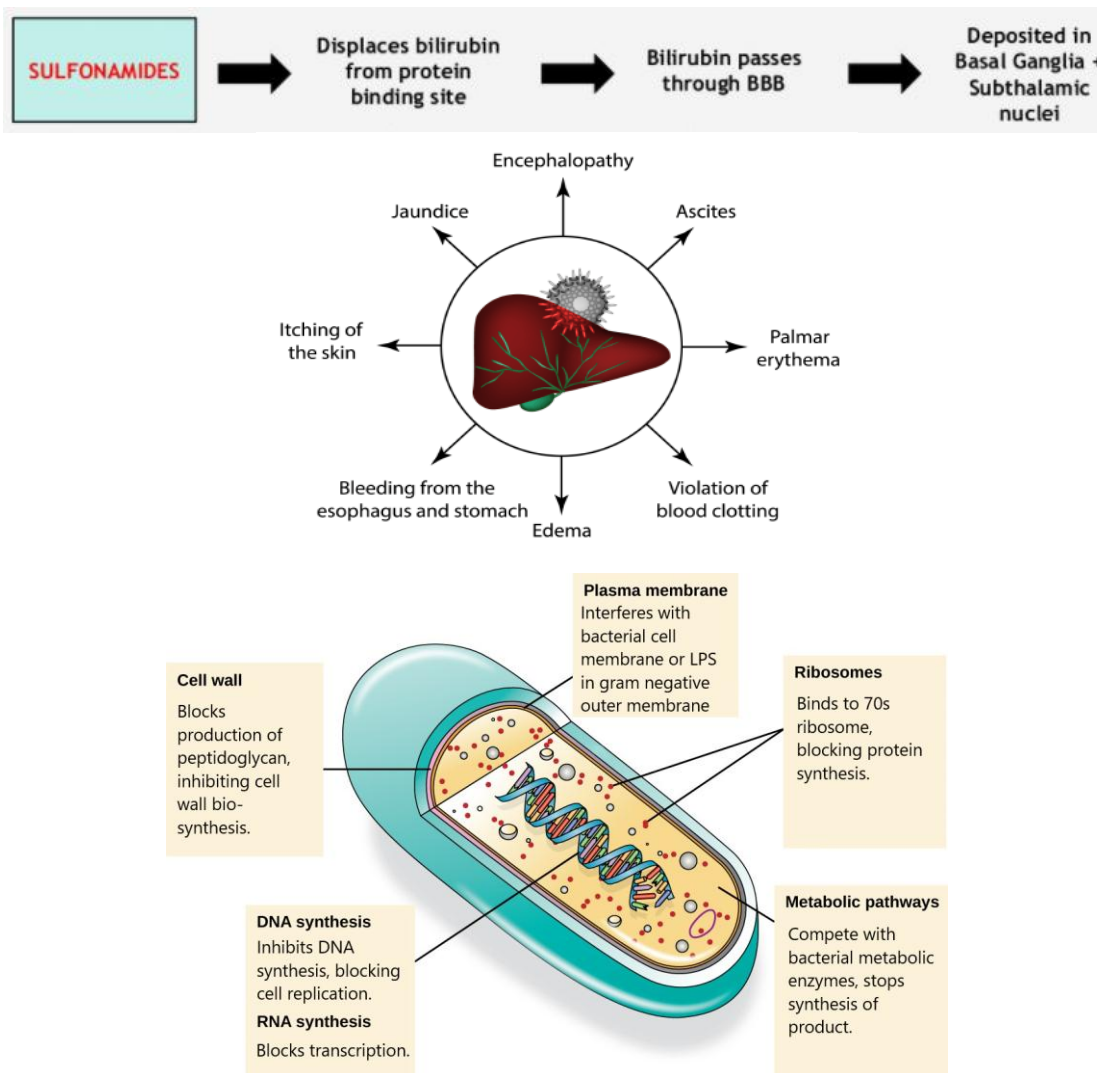 SULFONAMIDES
Displaces bilirubin
from protein
binding site
Bilirubin passes
through BBB
Deposited in
Basal Ganglia +
Subthalamic
nuclei
Encephalopathy
Jaundice
Ascites
Itching of
the skin
Palmar
erythema
Bleeding from the
esophagus and stomach
Violation of
blood clotting
Edema
Plasma membrane
Interferes with
bacterial cell
membrane or LPS
in gram negative
outer membrane
Cell wall
Blocks
production of
peptidoglycan,
inhibiting cell
wall bio-
synthesis.
Ribosomes
Binds to 70s
ribosome,
blocking protein
synthesis.
DNA synthesis
Inhibits DNA
synthesis, blocking
cell replication.
RNA synthesis
Blocks transcription.
Metabolic pathways
Compete with
bacterial metabolic
enzymes, stops
synthesis of
product.